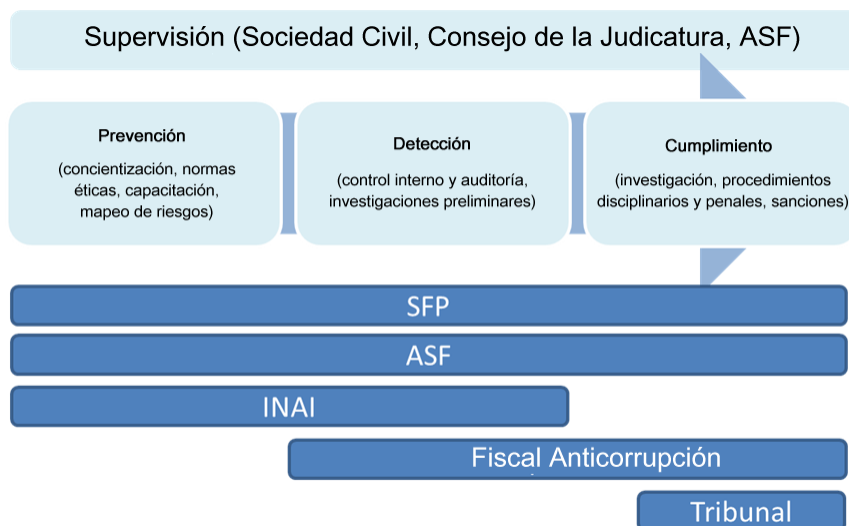 Supervisión (Sociedad Civil, Consejo de la Judicatura, ASF)
Prevención
(concientización, normas
éticas, capacitación,
mapeo de riesgos)
Detección
(control interno y auditoría,
investigaciones preliminares)
Cumplimiento
(investigación, procedimientos
disciplinarios y penales, sanciones)
SFP
ASF
INAI
Fiscal Anticorrupción
Tribunal